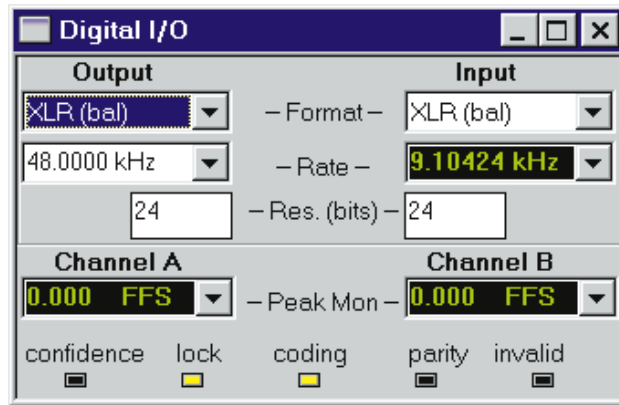 Digital I/O
Output Input
XLR (bal) – Format – XLR (bal)
48.0000 kHz – Rate – 9.10424 kHz
24 – Res. (bits) – 24
Channel A Channel B
0.000 FFS – Peak Mon – 0.000 FFS
confidence lock coding parity invalid